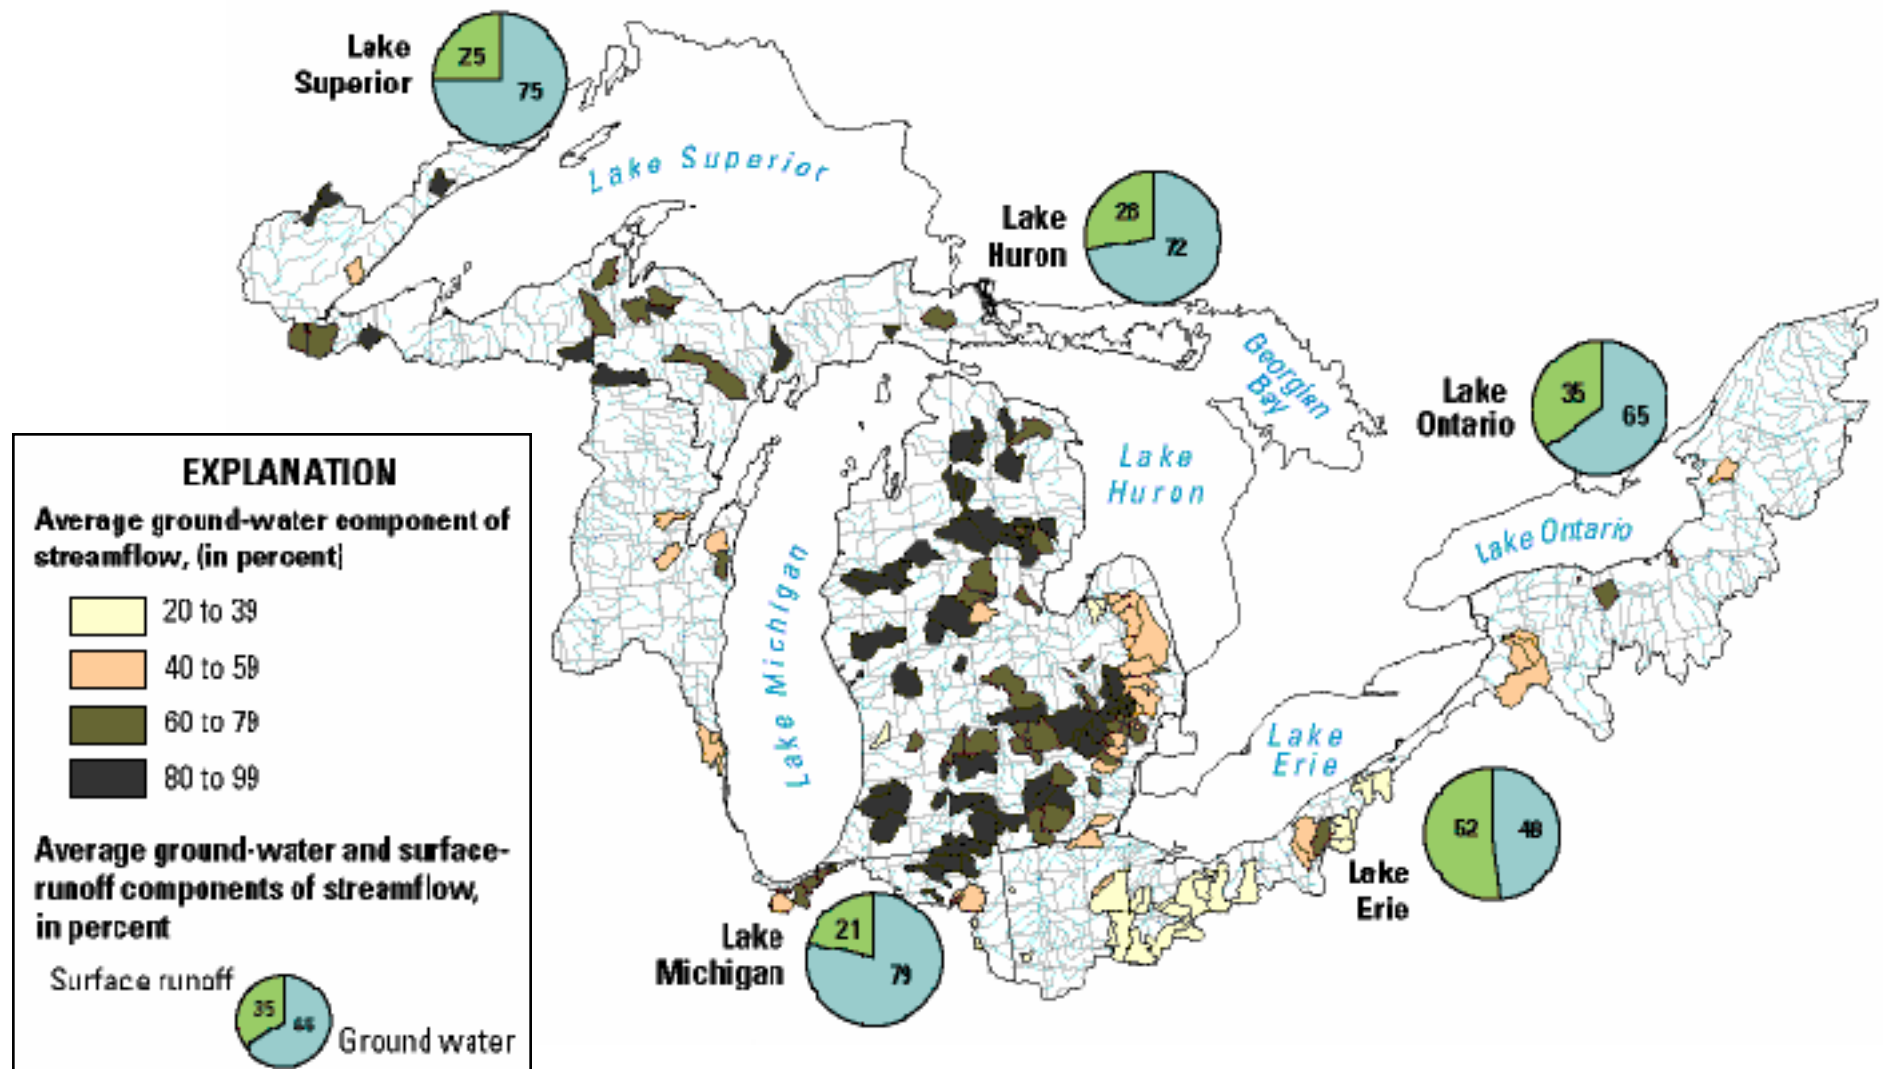 Lake
Superior
25
75
Lake Superior
Lake
Huron
28
72
Georgian
Bay
Lake
Ontario
35
65
Lake
Huron
Lake Ontario
Lake Michigan
Lake
Erie
Lake
Erie
52
48
Lake
Michigan
21
79
EXPLANATION
Average ground-water component of
streamflow, (in percent)
20 to 39
40 to 59
60 to 79
80 to 99
Average ground-water and surface-
runoff components of streamflow,
in percent
Surface runoff
35
Ground water